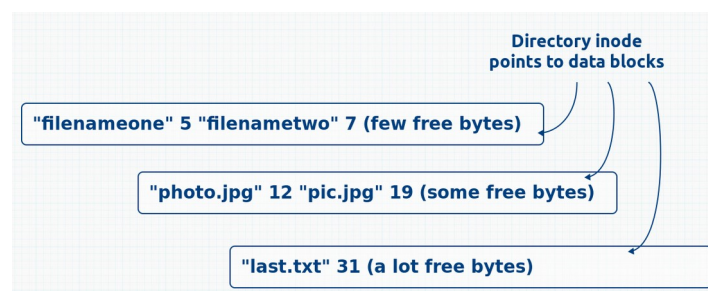 Directory inode
points to data blocks
"filenameone" 5 "filenametwo" 7 (few free bytes)
"photo.jpg" 12 "pic.jpg" 19 (some free bytes)
"last.txt" 31 (a lot free bytes)